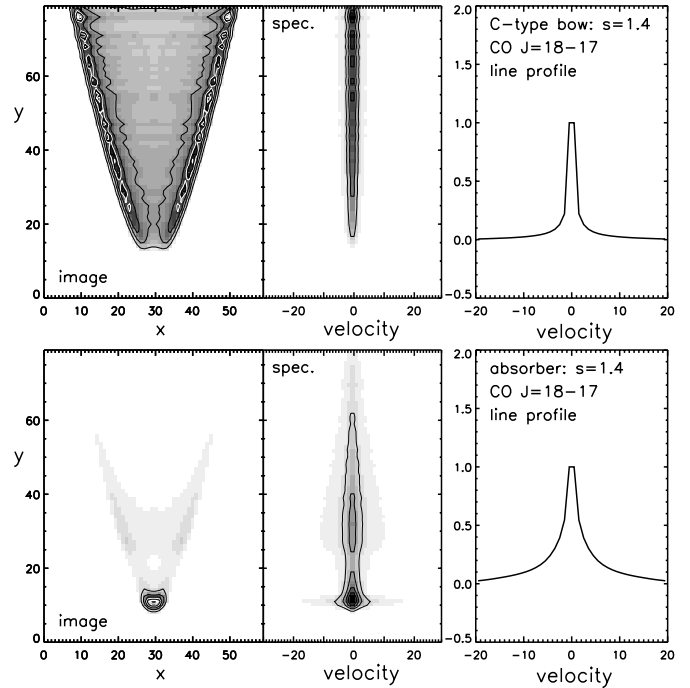 80
60
40
20
0
y
image
0 10 20 30 40 50
x
spec.
-20 0 20
velocity
2.0
1.5
1.0
0.5
0.0
-0.5
C-type bow: s=1.4
CO J=18-17
line profile
-20 -10 0 10 20
velocity
60
40
20
0
y
image
0 10 20 30 40 50
x
spec.
-20 0 20
velocity
2.0
1.5
1.0
0.5
0.0
-0.5
absorber: s=1.4
CO J=18-17
line profile
-20 -10 0 10 20
velocity